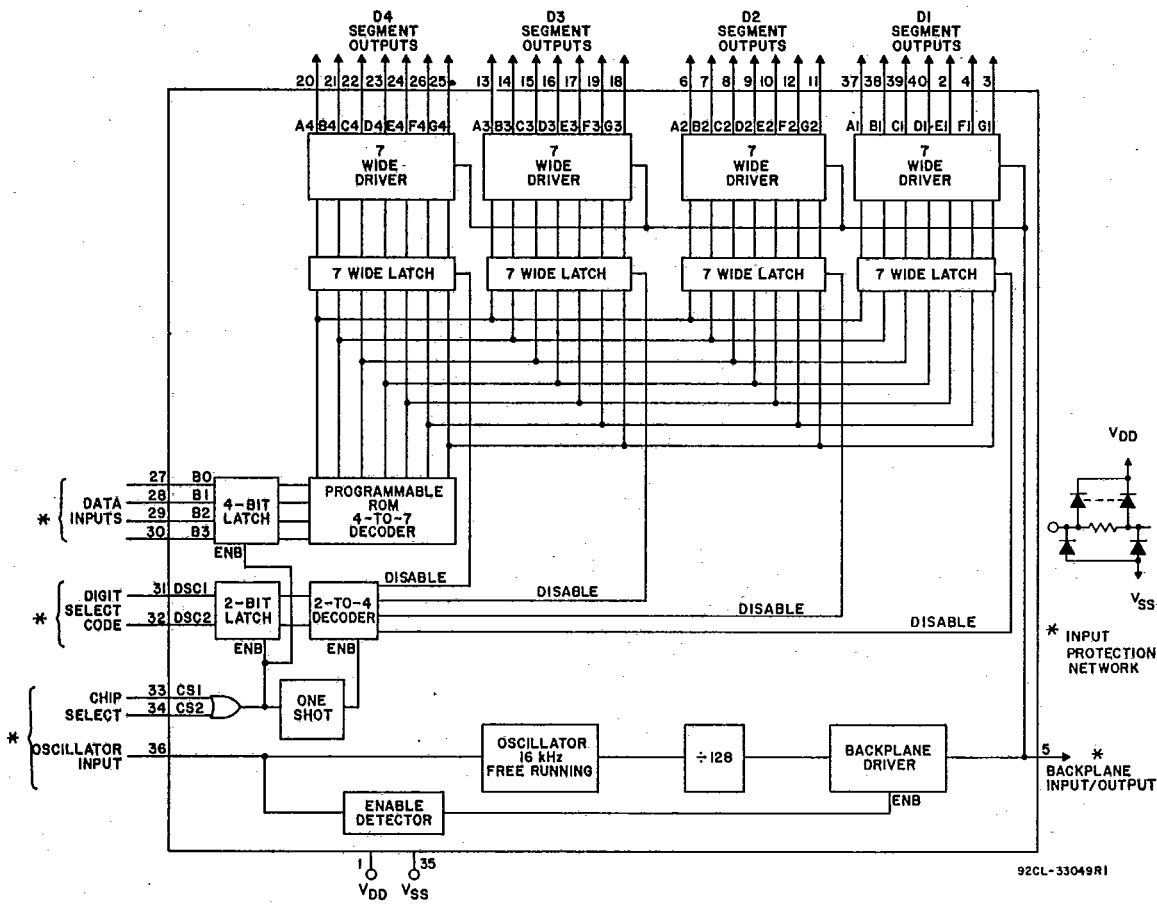 D4
SEGMENT
OUTPUTS
D3
SEGMENT
OUTPUTS
D2
SEGMENT
OUTPUTS
D1
SEGMENT
OUTPUTS
20 21 22 23 24 26 25
13 14 15 16 17 19 18
6 7 8 9 10 12 11
37 38 39 40 2 4 3
A4 B4 C4 D4 E4 F4 G4
A3 B3 C3 D3 E3 F3 G3
A2 B2 C2 D2 E2 F2 G2
A1 B1 C1 D1 E1 F1 G1
7
WIDE
DRIVER
7
WIDE
DRIVER
7
WIDE
DRIVER
7
WIDE
DRIVER
7 WIDE LATCH
7 WIDE LATCH
7 WIDE LATCH
7 WIDE LATCH
* DATA
INPUTS
27 B0
28 B1
29 B2
30 B3
4-BIT
LATCH
ENB
PROGRAMMABLE
ROM
4-TO-7
DECODER
VDD
VSS
* INPUT
PROTECTION
NETWORK
* DIGIT
SELECT
CODE
31 DSC1
32 DSC2
2-BIT
LATCH
ENB
2-TO-4
DECODER
ENB
DISABLE
DISABLE
DISABLE
DISABLE
* CHIP
SELECT
33 CS1
34 CS2
ONE
SHOT
OSCILLATOR
INPUT
36
OSCILLATOR
16 kHz
FREE RUNNING
÷128
BACKPLANE
DRIVER
ENB
5 *
BACKPLANE
INPUT/OUTPUT
ENABLE
DETECTOR
1 35
VDD VSS
92CL-33049R1